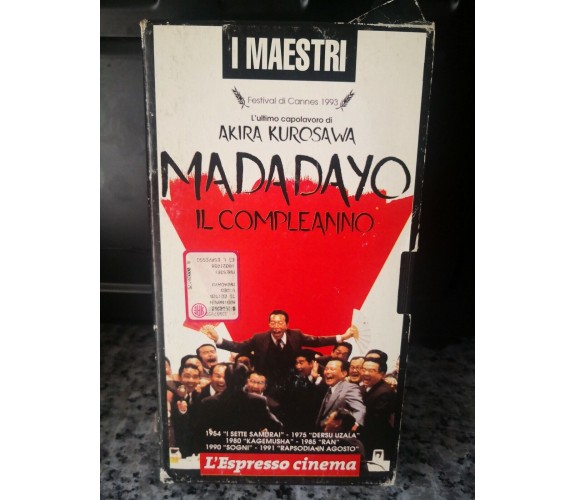 I MAESTRI
Festival di Cannes 1993
L'ultimo capolavoro di
AKIRA KUROSAWA
MADADAYO
IL COMPLEANNO
1954 "I SETTE SAMURAI" - 1975 "DERSU UZALA"
1980 "KAGEMUSHA" - 1985 "RAN"
1990 "SOGNI" - 1991 "RAPSODIA IN AGOSTO"
L'Espresso cinema